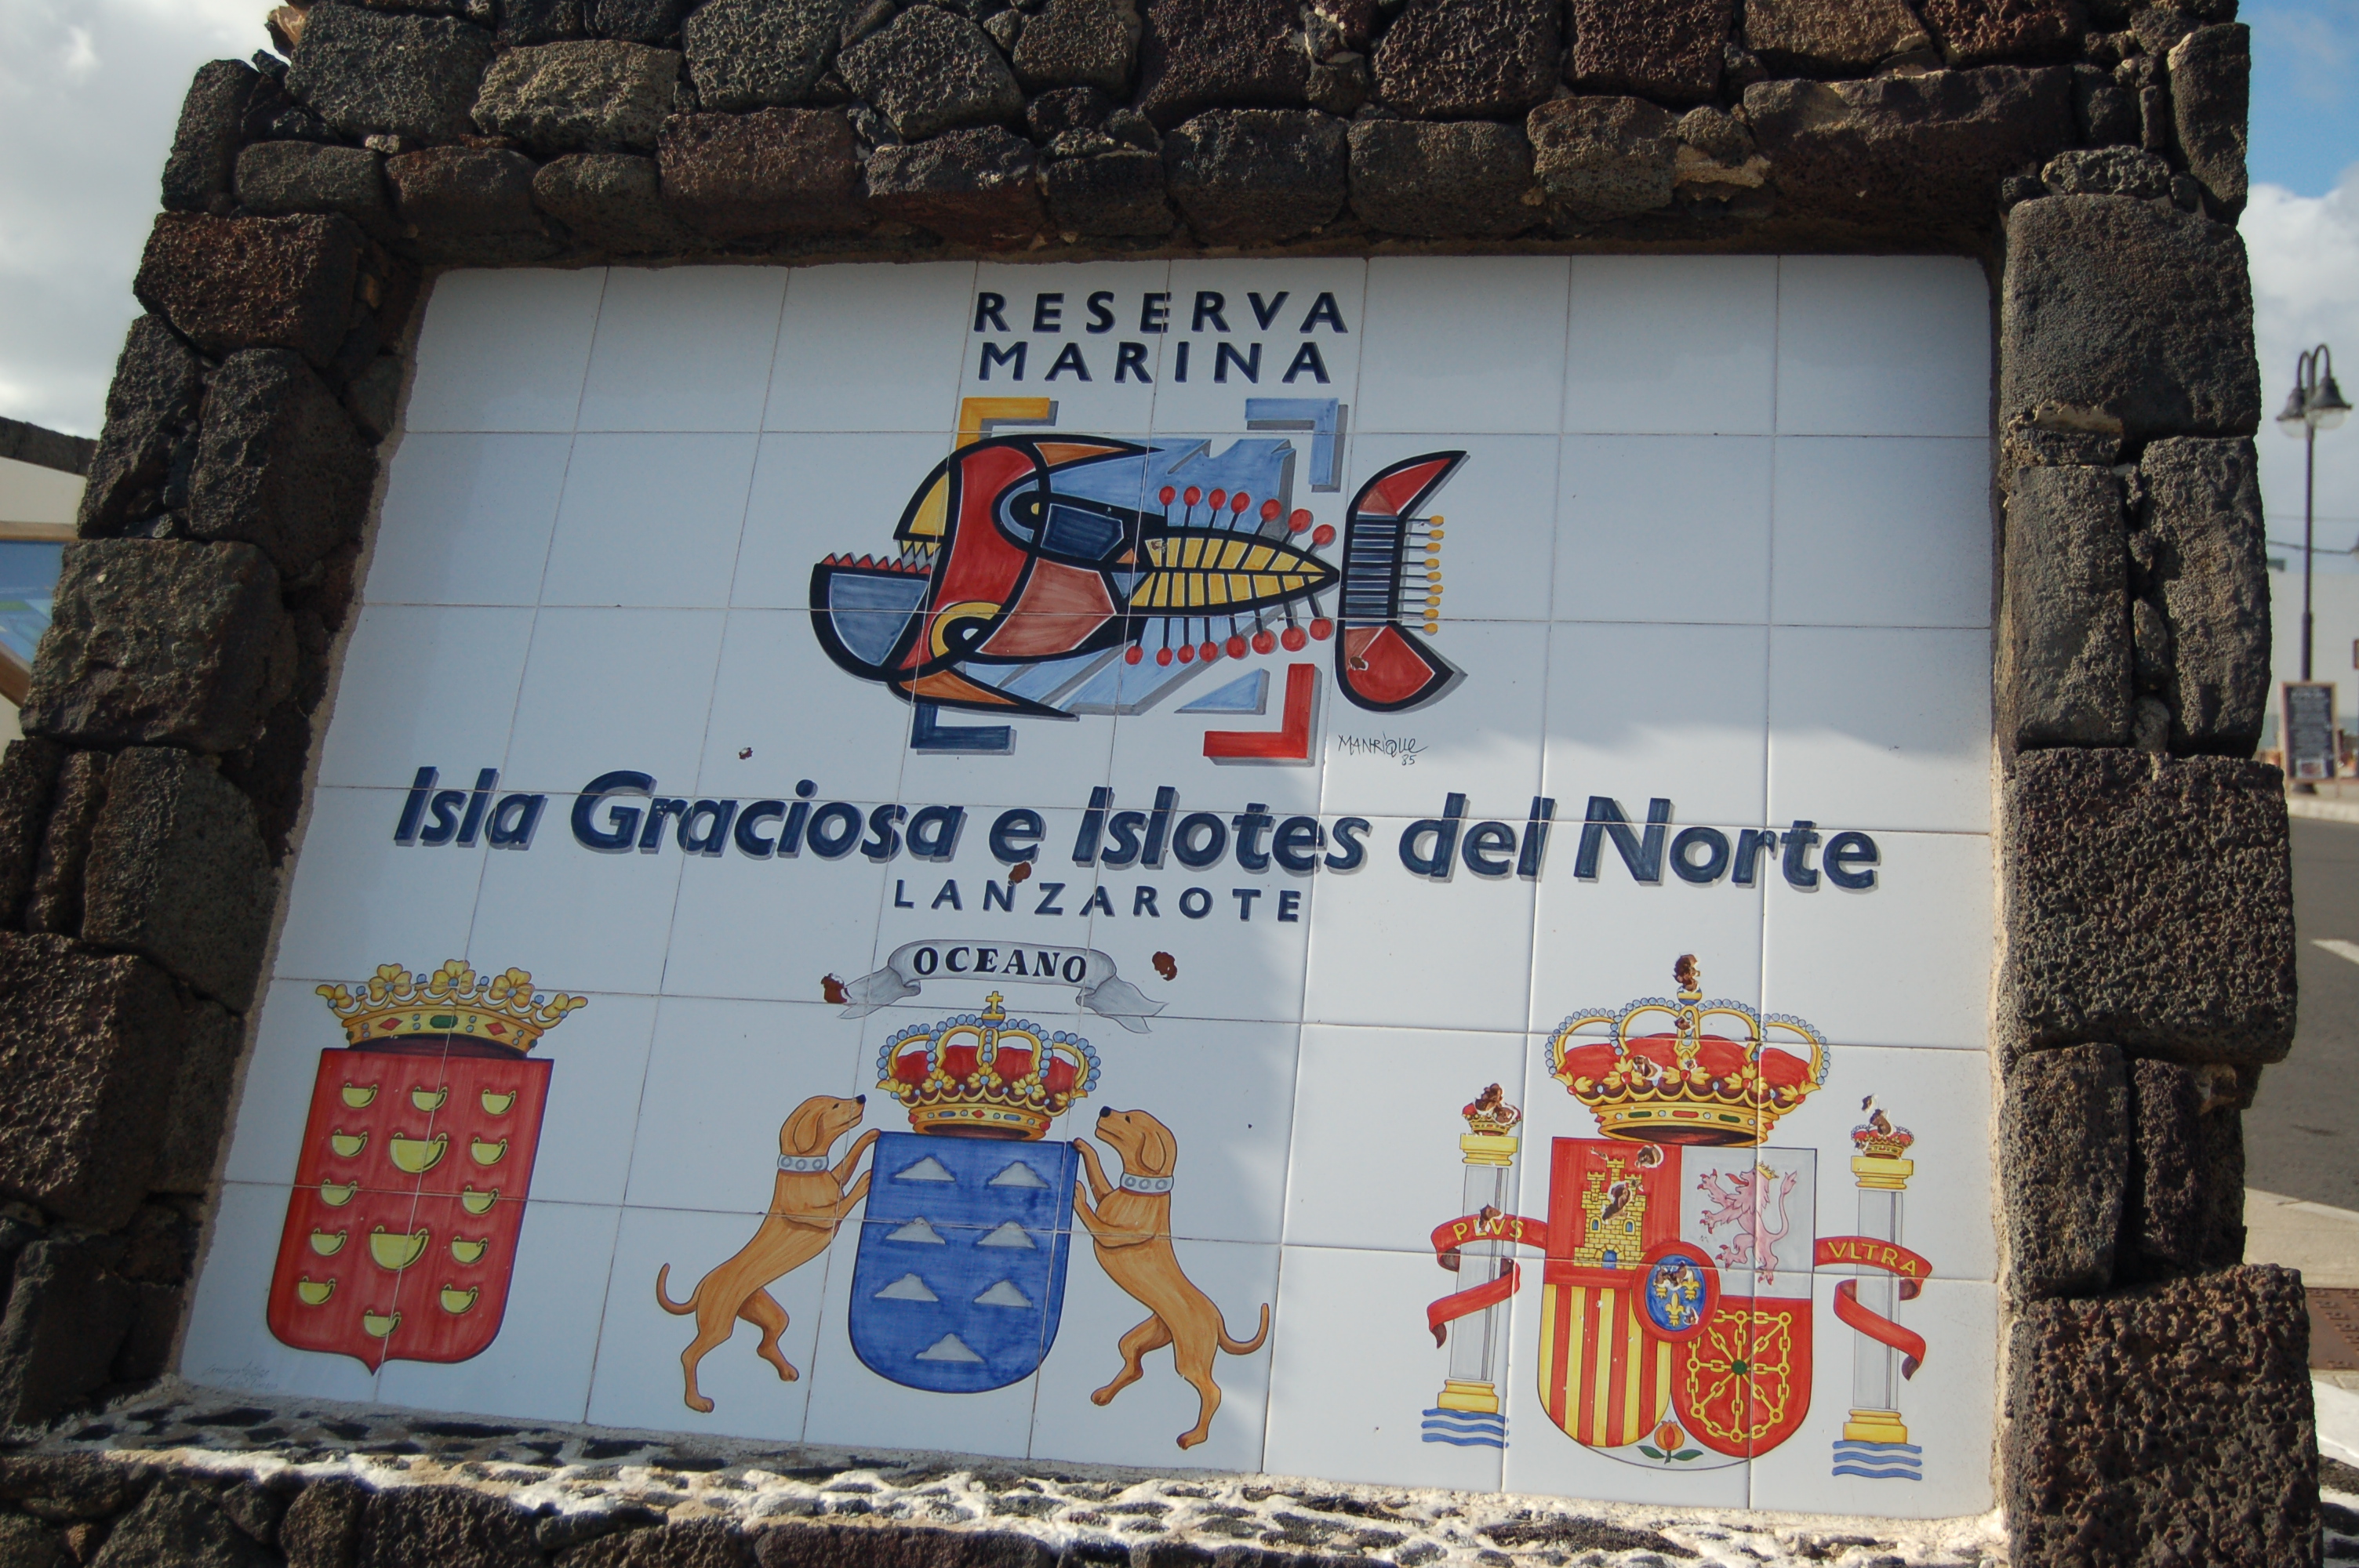 RESERVA
MARINA
MANRIQUE
85
Isla Graciosa e Islotes del Norte
LANZAROTE
OCEANO
PLVS
VLTRA